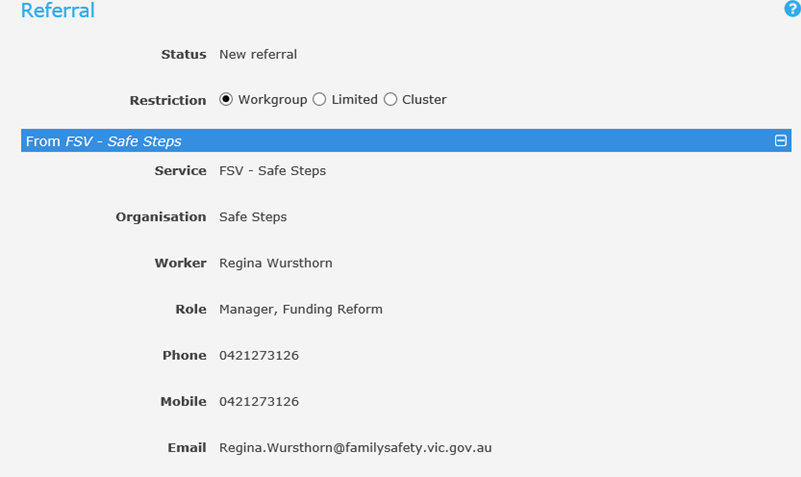 Referral ?
Status New referral
Restriction Workgroup Limited Cluster
From FSV - Safe Steps
Service FSV - Safe Steps
Organisation Safe Steps
Worker Regina Wursthorn
Role Manager, Funding Reform
Phone 0421273126
Mobile 0421273126
Email Regina.Wursthorn@familysafety.vic.gov.au